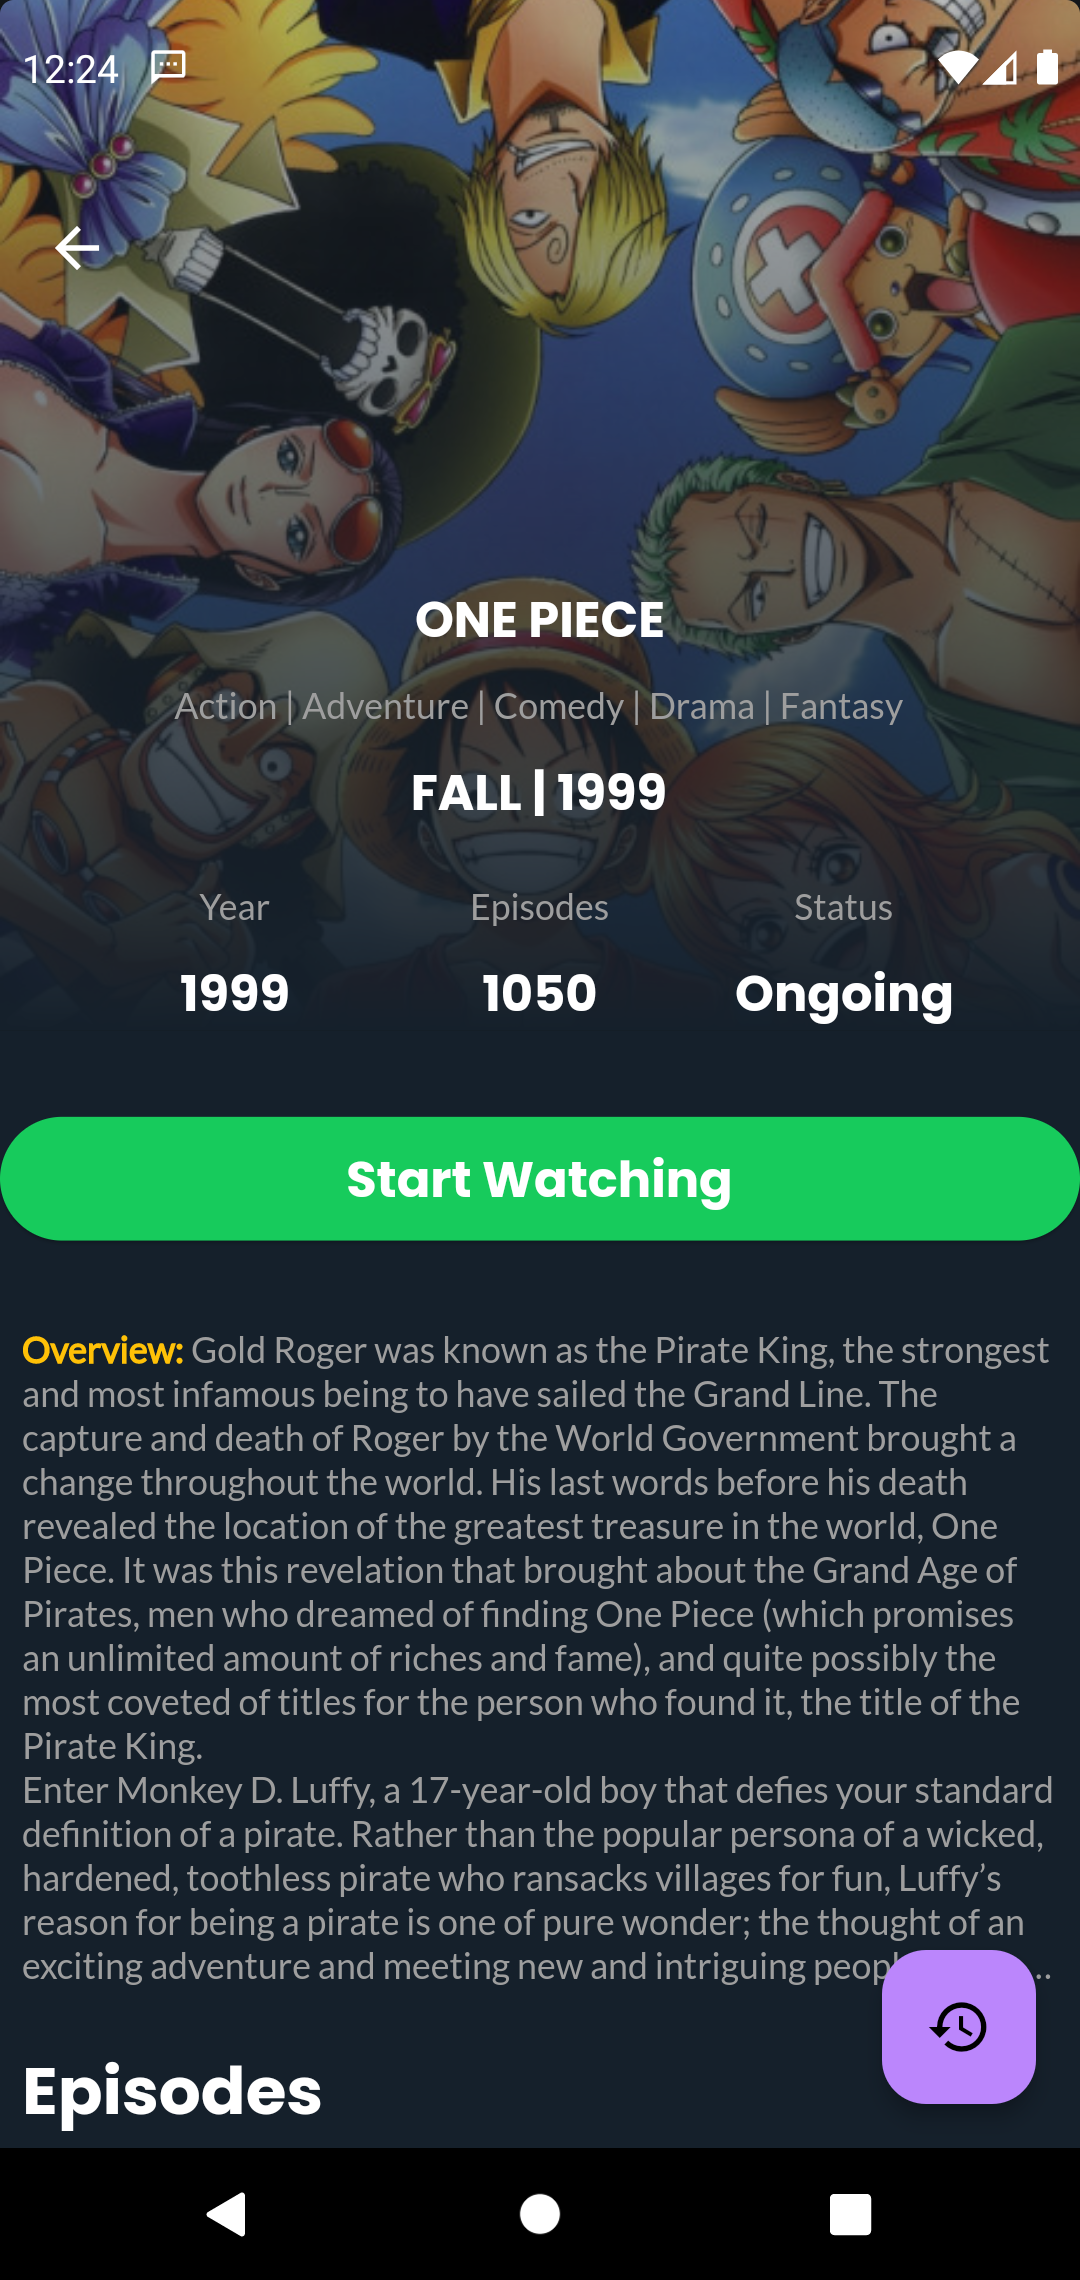 12:24
ONE PIECE
Action | Adventure | Comedy | Drama | Fantasy
FALL | 1999
Year Episodes Status
1999 1050 Ongoing
Start Watching
Overview: Gold Roger was known as the Pirate King, the strongest
and most infamous being to have sailed the Grand Line. The
capture and death of Roger by the World Government brought a
change throughout the world. His last words before his death
revealed the location of the greatest treasure in the world, One
Piece. It was this revelation that brought about the Grand Age of
Pirates, men who dreamed of finding One Piece (which promises
an unlimited amount of riches and fame), and quite possibly the
most coveted of titles for the person who found it, the title of the
Pirate King.
Enter Monkey D. Luffy, a 17-year-old boy that defies your standard
definition of a pirate. Rather than the popular persona of a wicked,
hardened, toothless pirate who ransacks villages for fun, Luffy’s
reason for being a pirate is one of pure wonder; the thought of an
exciting adventure and meeting new and intriguing
Episodes